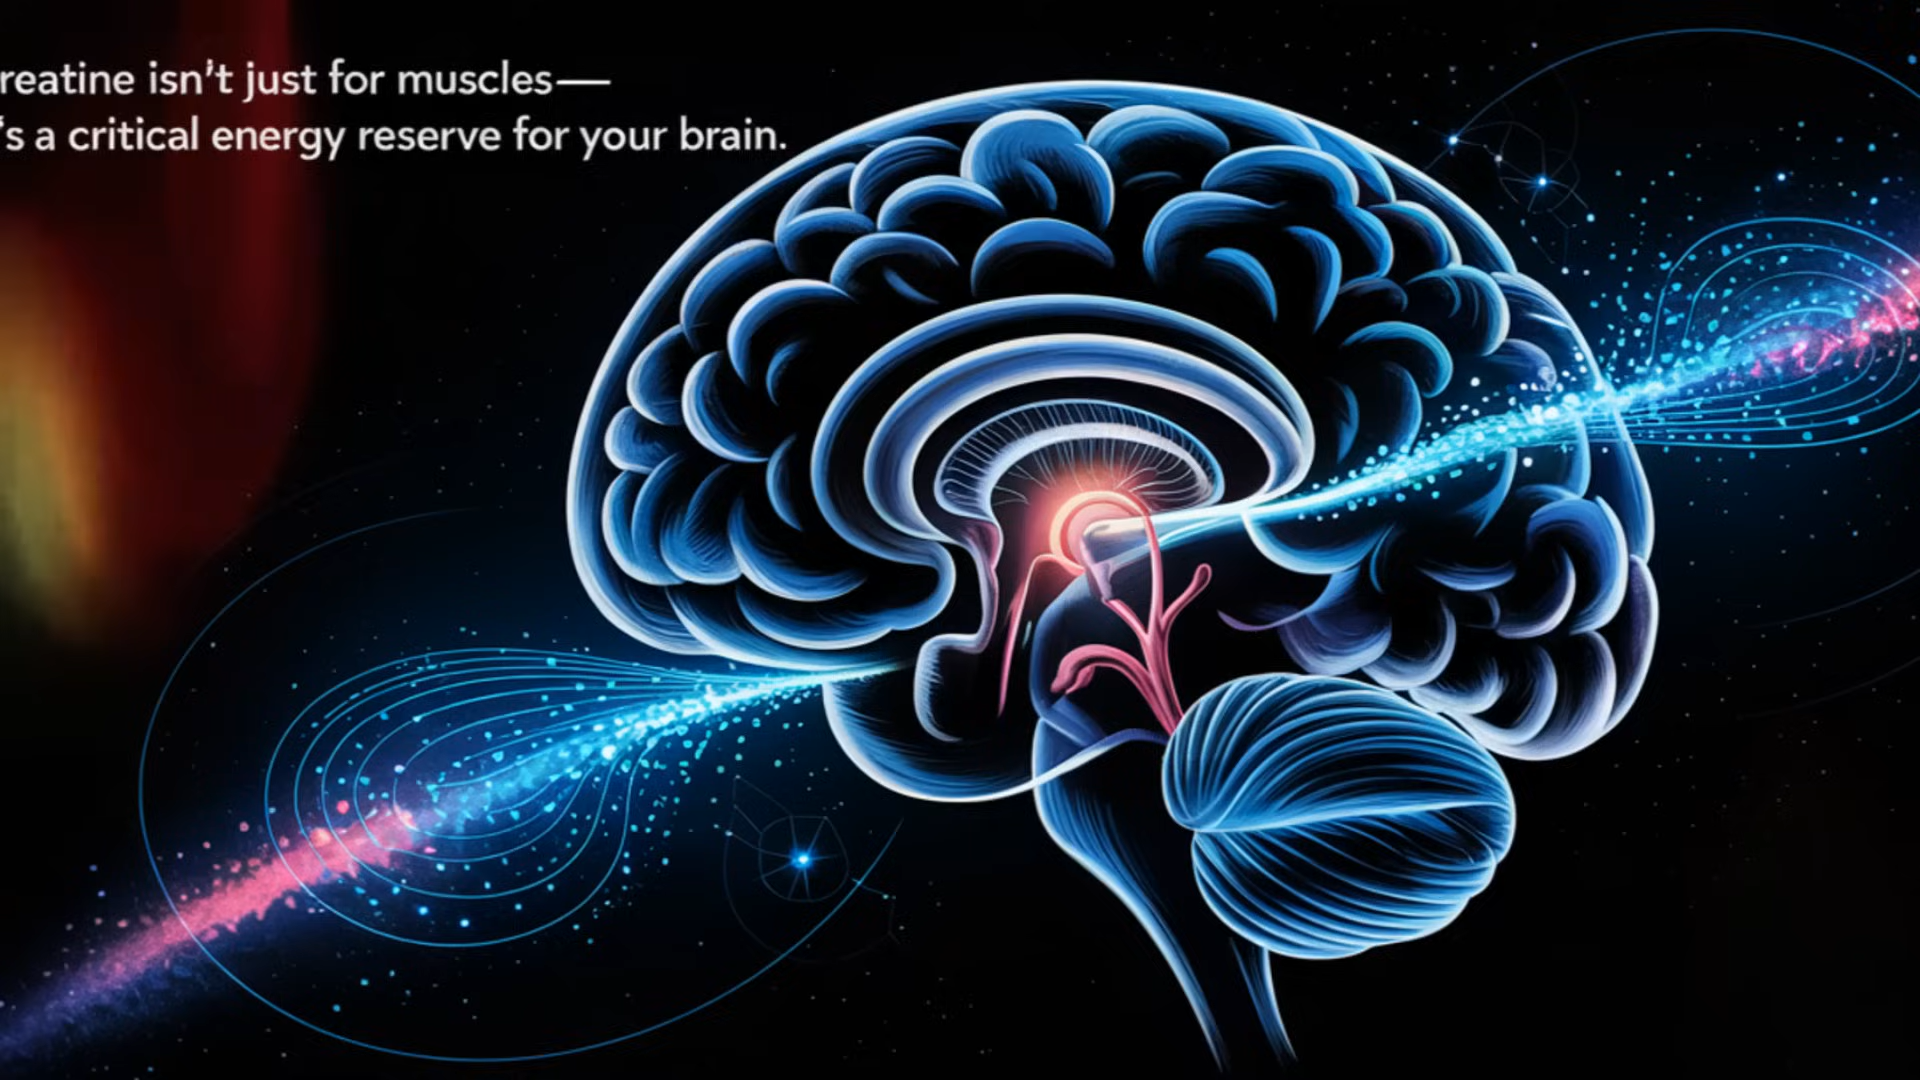 reatine isn't just for muscles—
's a critical energy reserve for your brain.